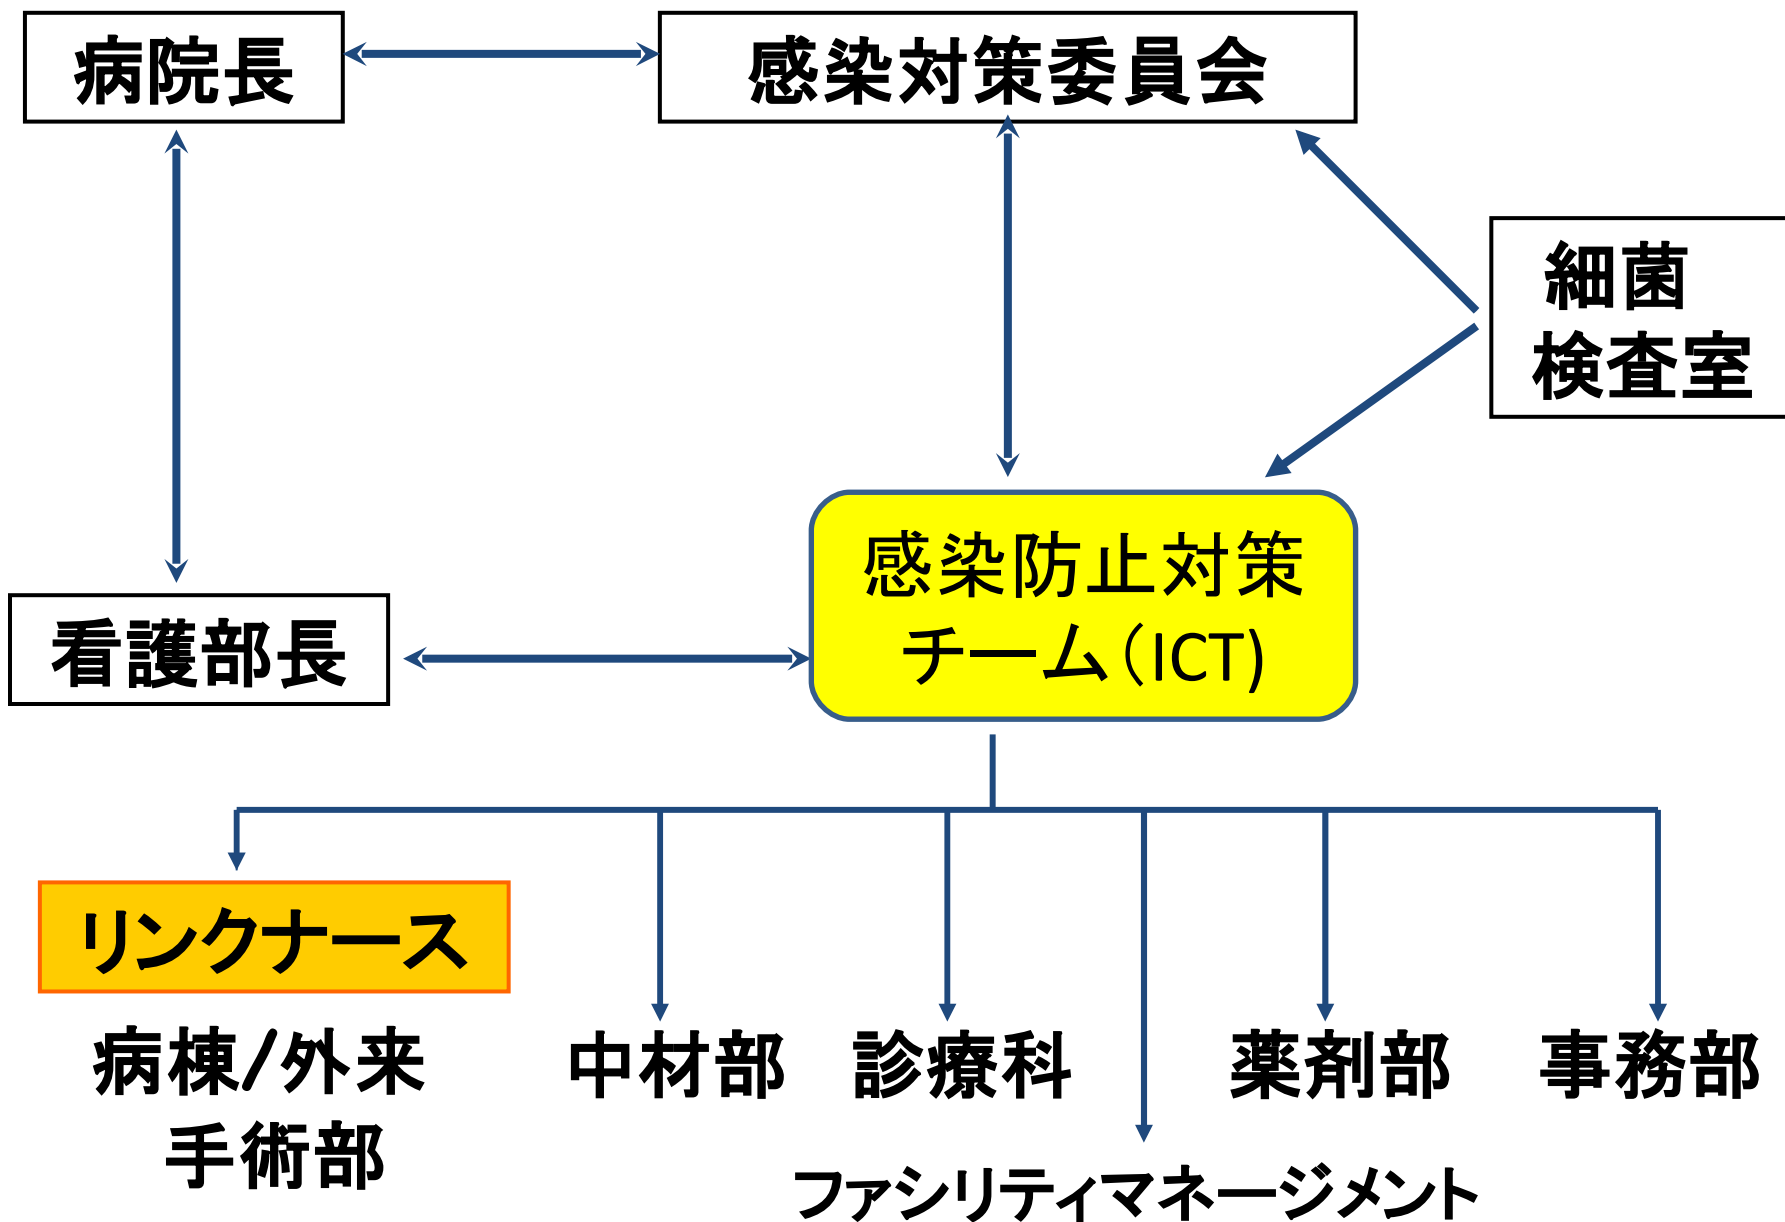 病院長
感染対策委員会
細菌
検査室
感染防止対策
チーム（ICT)
看護部長
リンクナース
病棟/外来
手術部
中材部
診療科
薬剤部
事務部
ファシリティマネージメント